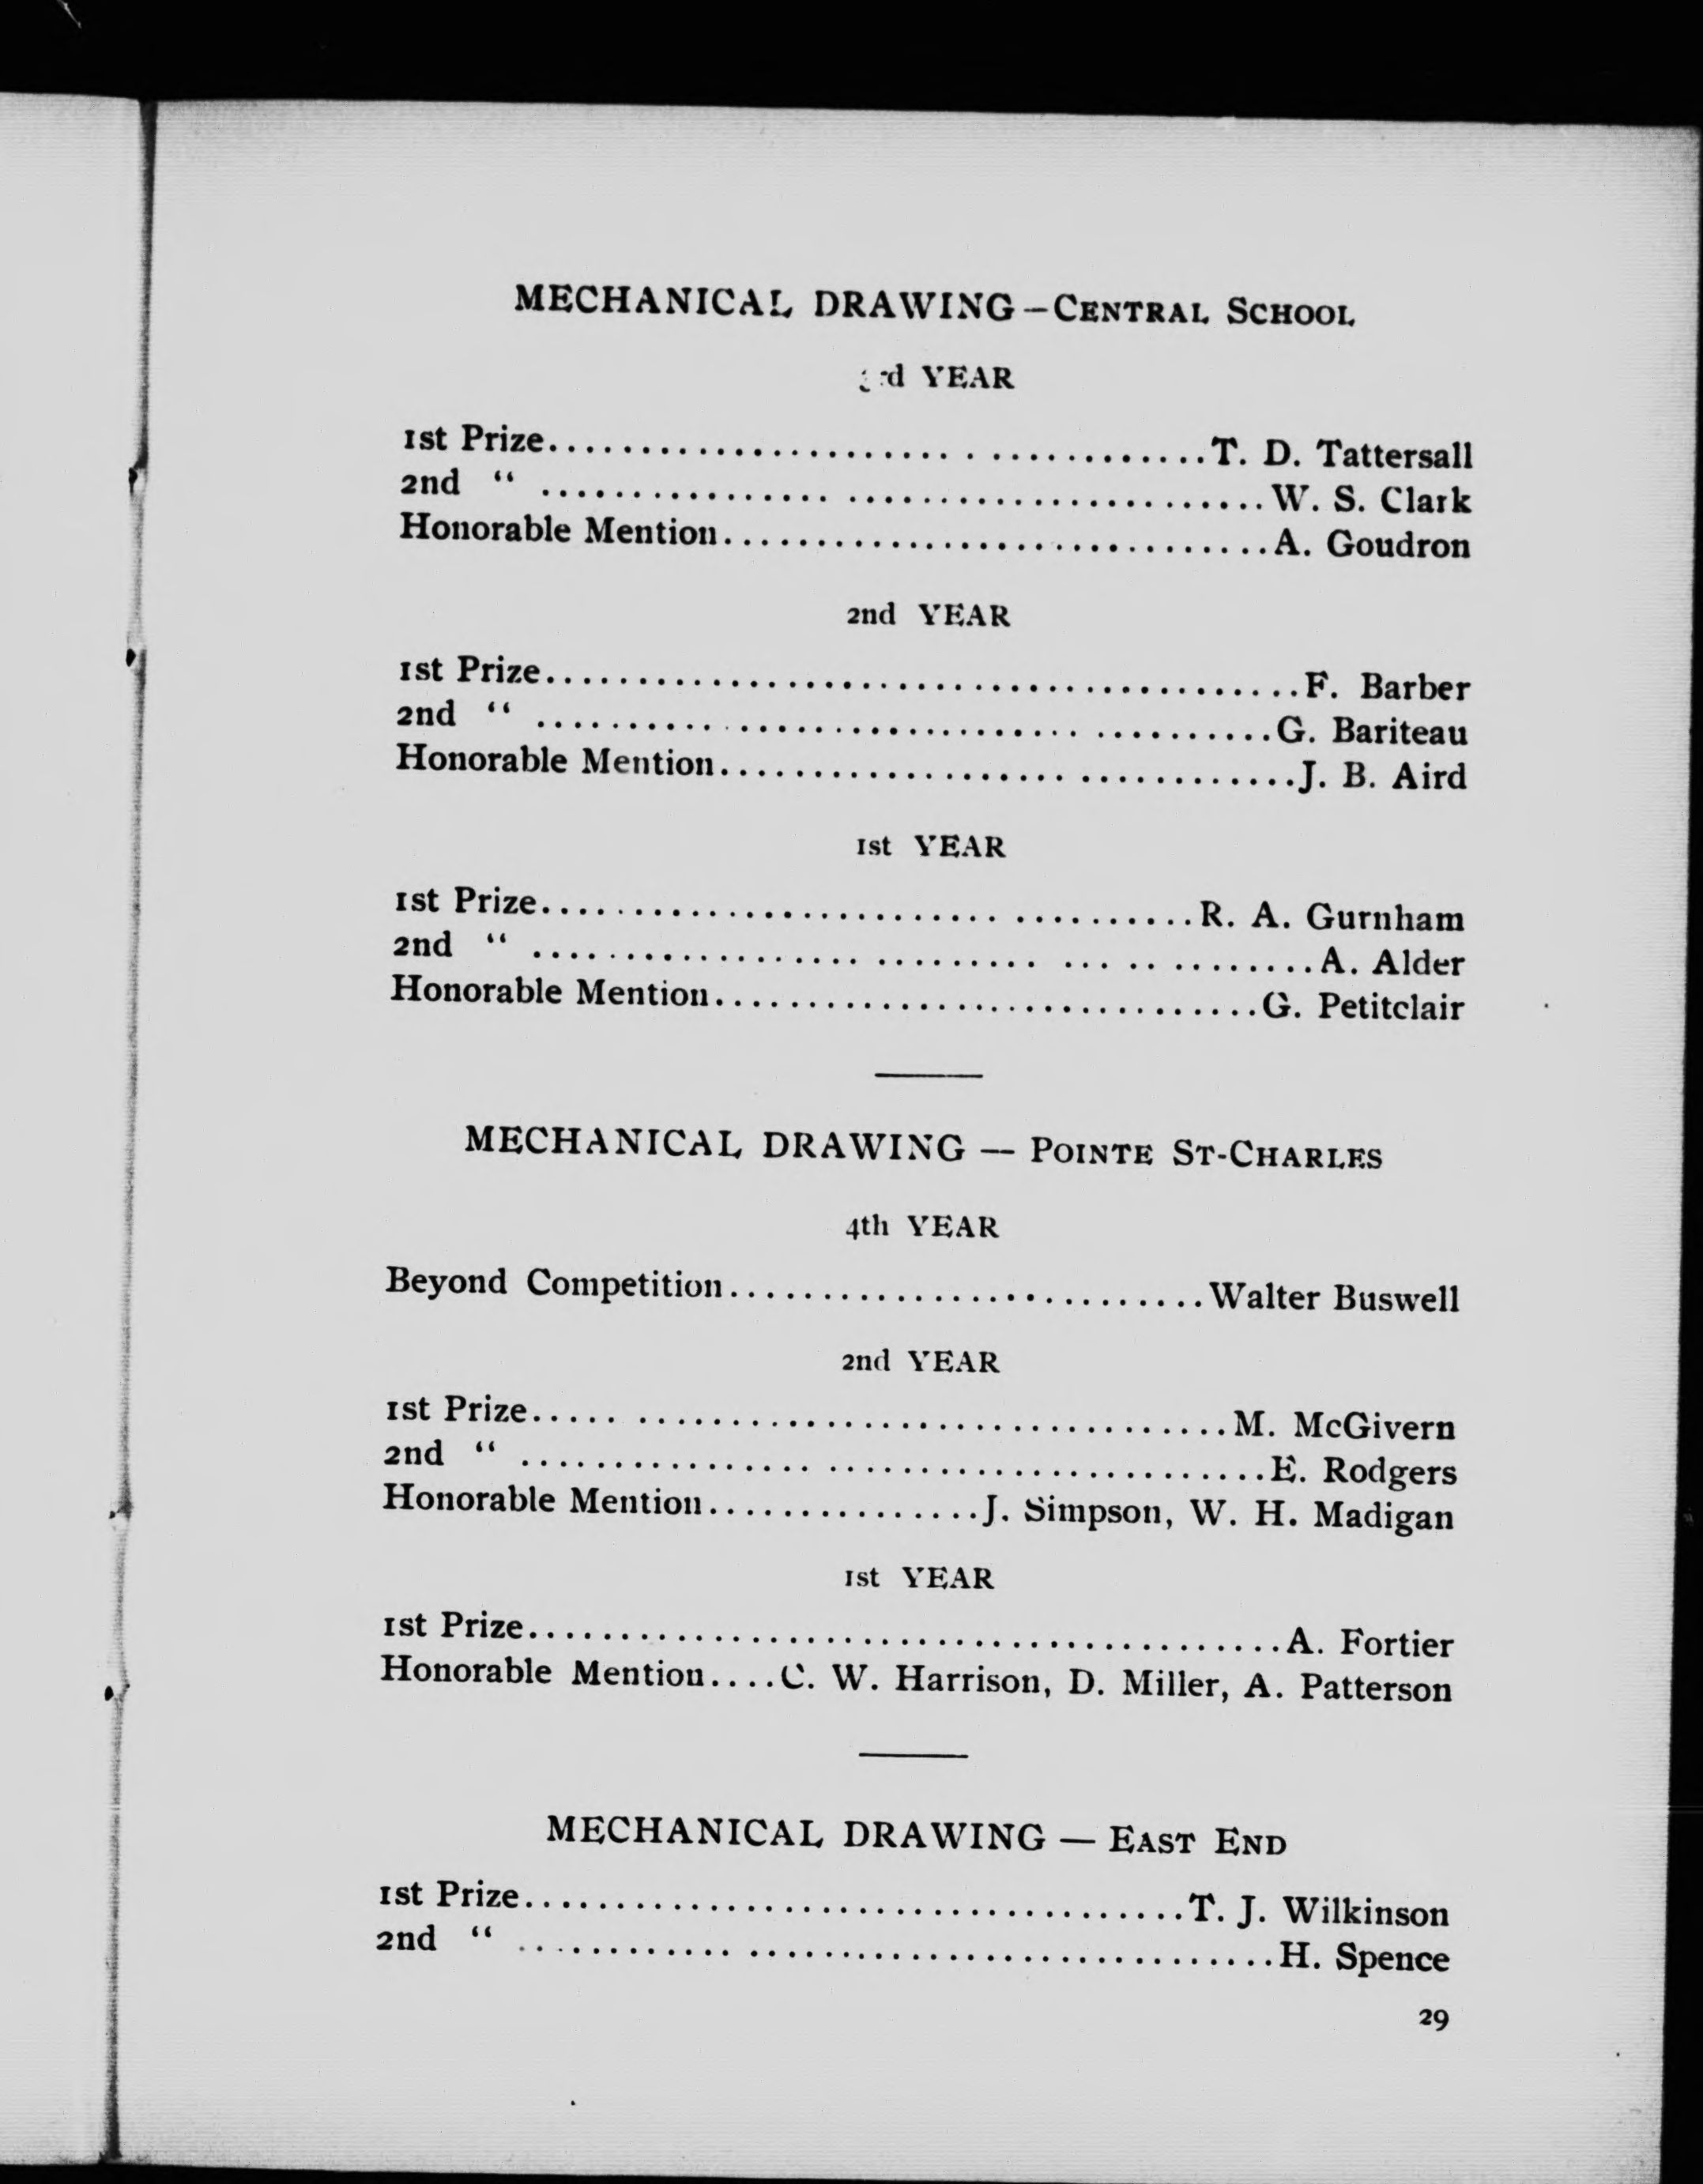 MECHANICAL DRAWING – CENTRAL SCHOOL
3rd YEAR
1st Prize.......................................T. D. Tattersall
2nd “ .......................................W. S. Clark
Honorable Mention..............................A. Goudron
2nd YEAR
1st Prize.........................................F. Barber
2nd “ ........................................G. Bariteau
Honorable Mention...............................J. B. Aird
1st YEAR
1st Prize...................................R. A. Gurnham
2nd “ .......................................A. Alder
Honorable Mention..............................G. Petitclair
MECHANICAL DRAWING — POINTE ST-CHARLES
4th YEAR
Beyond Competition..........................Walter Buswell
2nd YEAR
1st Prize......................................M. McGivern
2nd “ ........................................E. Rodgers
Honorable Mention...............J. Simpson, W. H. Madigan
1st YEAR
1st Prize.........................................A. Fortier
Honorable Mention....C. W. Harrison, D. Miller, A. Patterson
MECHANICAL DRAWING — EAST END
1st Prize....................................T. J. Wilkinson
2nd “ .........................................H. Spence
29